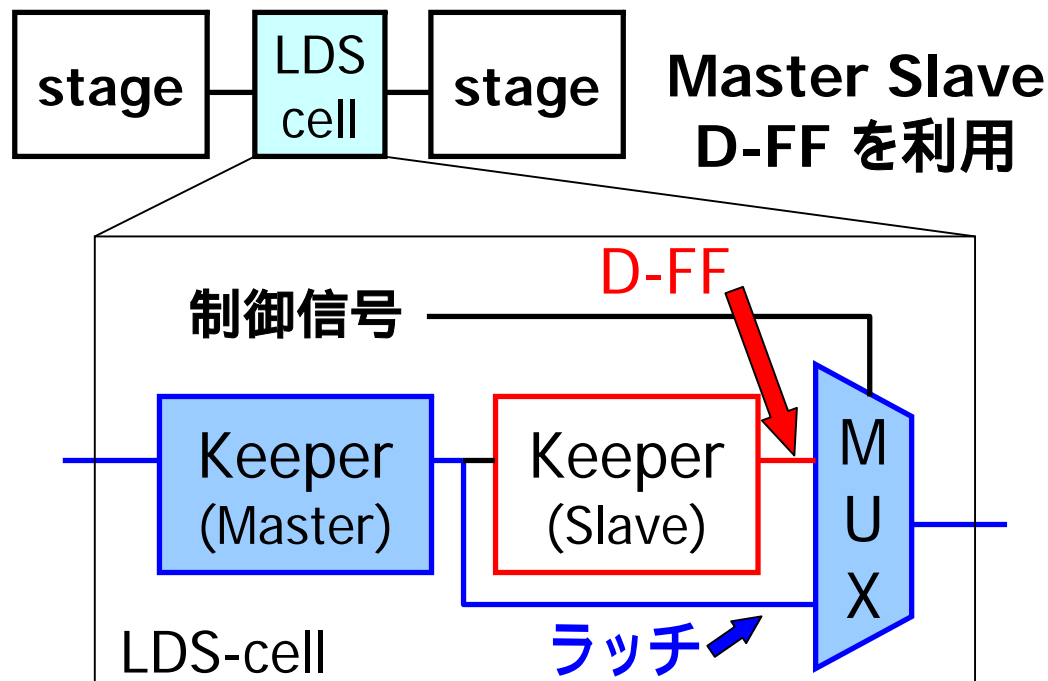 stage
LDS
cell
stage
Master Slave
D-FF を利用
D-FF
制御信号
Keeper
(Master)
Keeper
(Slave)
M
U
X
ラッチ
LDS-cell